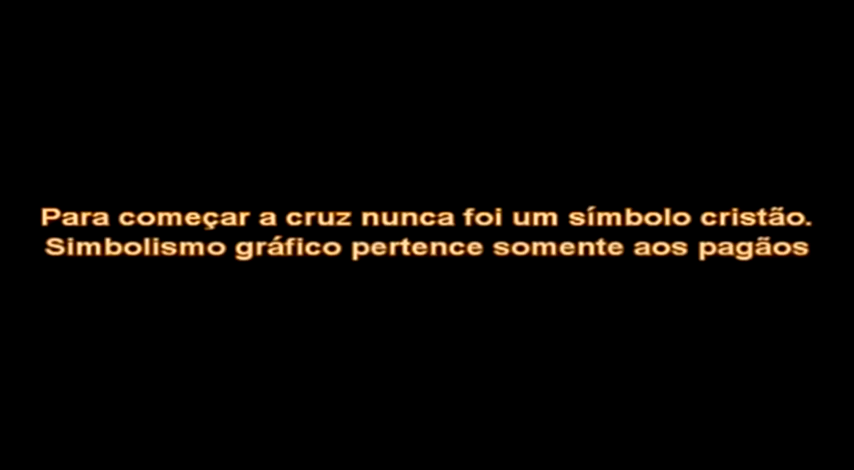 Para começar a cruz nunca foi um símbolo cristão.
Simbolismo gráfico pertence somente aos pagãos